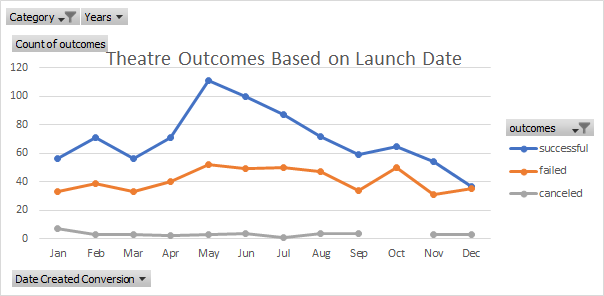 Category Years
Count of outcomes
Theatre Outcomes Based on Launch Date
120
100
80
60
40
20
0
Jan Feb Mar Apr May Jun Jul Aug Sep Oct Nov Dec
outcomes
successful
failed
canceled
Date Created Conversion